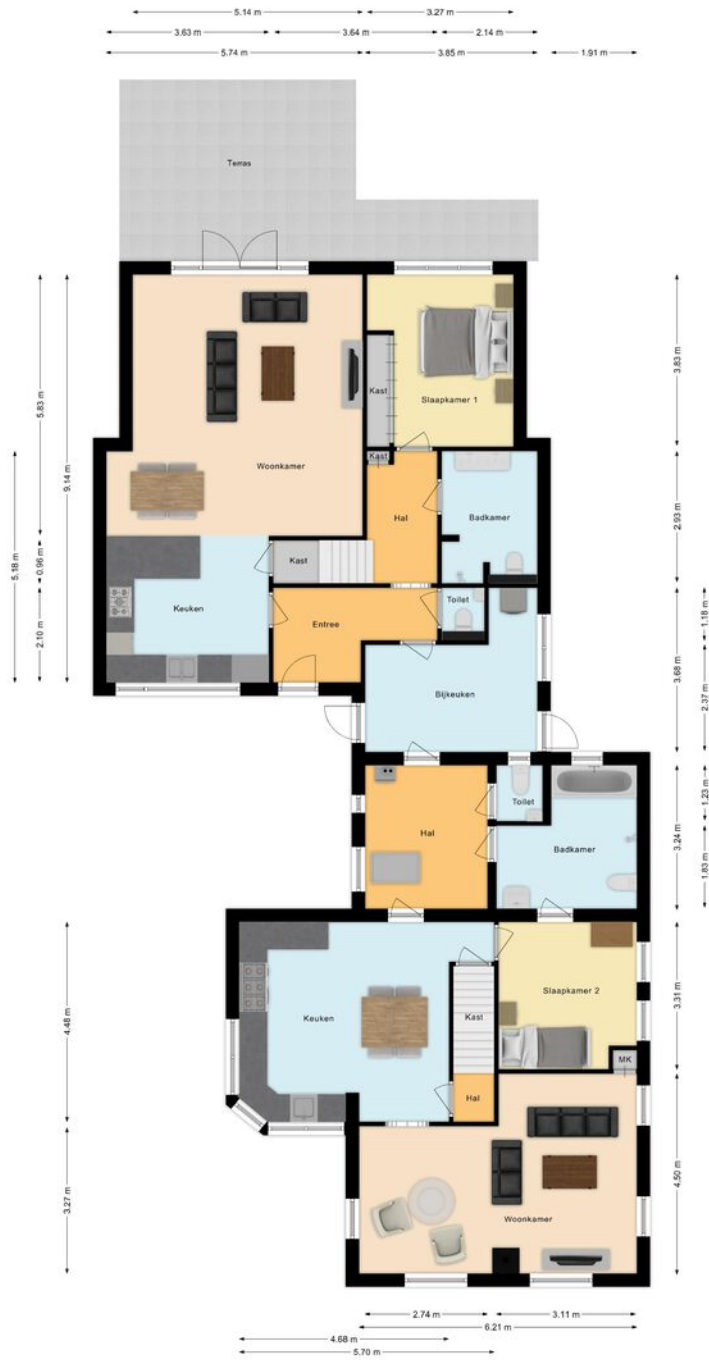 5.14 m
3.27 m
3.63 m
3.64 m
2.14 m
5.74 m
3.85 m
1.91 m
Terras
5.83 m
9.14 m
3.83 m
Kast
Slaapkamer 1
Kast
Woonkamer
5.18 m
0.96 m
2.10 m
Hal
Badkamer
2.93 m
Kast
Keuken
Entree
Toilet
1.18 m
3.68 m
2.37 m
Bijkeuken
Hal
Toilet
1.23 m
3.24 m
Badkamer
1.83 m
4.48 m
Keuken
Kast
Slaapkamer 2
3.31 m
MK
Hal
3.27 m
Woonkamer
4.50 m
2.74 m
3.11 m
6.21 m
4.68 m
5.70 m